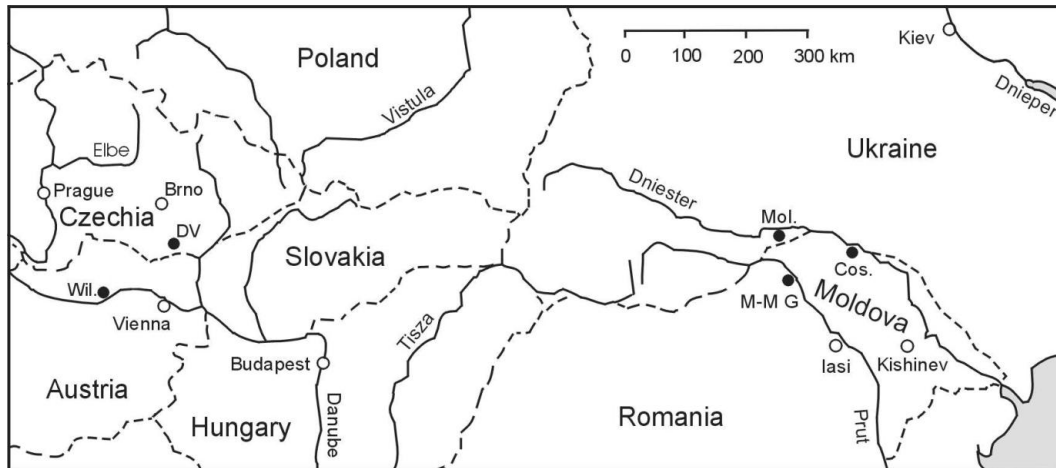 Poland
0 100 200 300 km
Kiev
Dnieper
Vistula
Elbe
Ukraine
Prague
Brno
Dniester
Czechia
DV
Mol.
Slovakia
Cos.
Wil.
M-M G
Moldova
Vienna
Tisza
Budapest
Iasi
Kishinev
Austria
Hungary
Danube
Romania
Prut